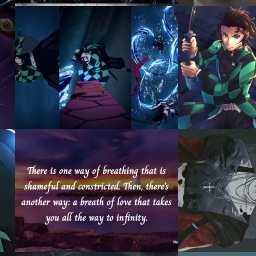 There is one way of breathing that is
shameful and constricted. Then, there's
another way: a breath of love that takes
you all the way to infinity.